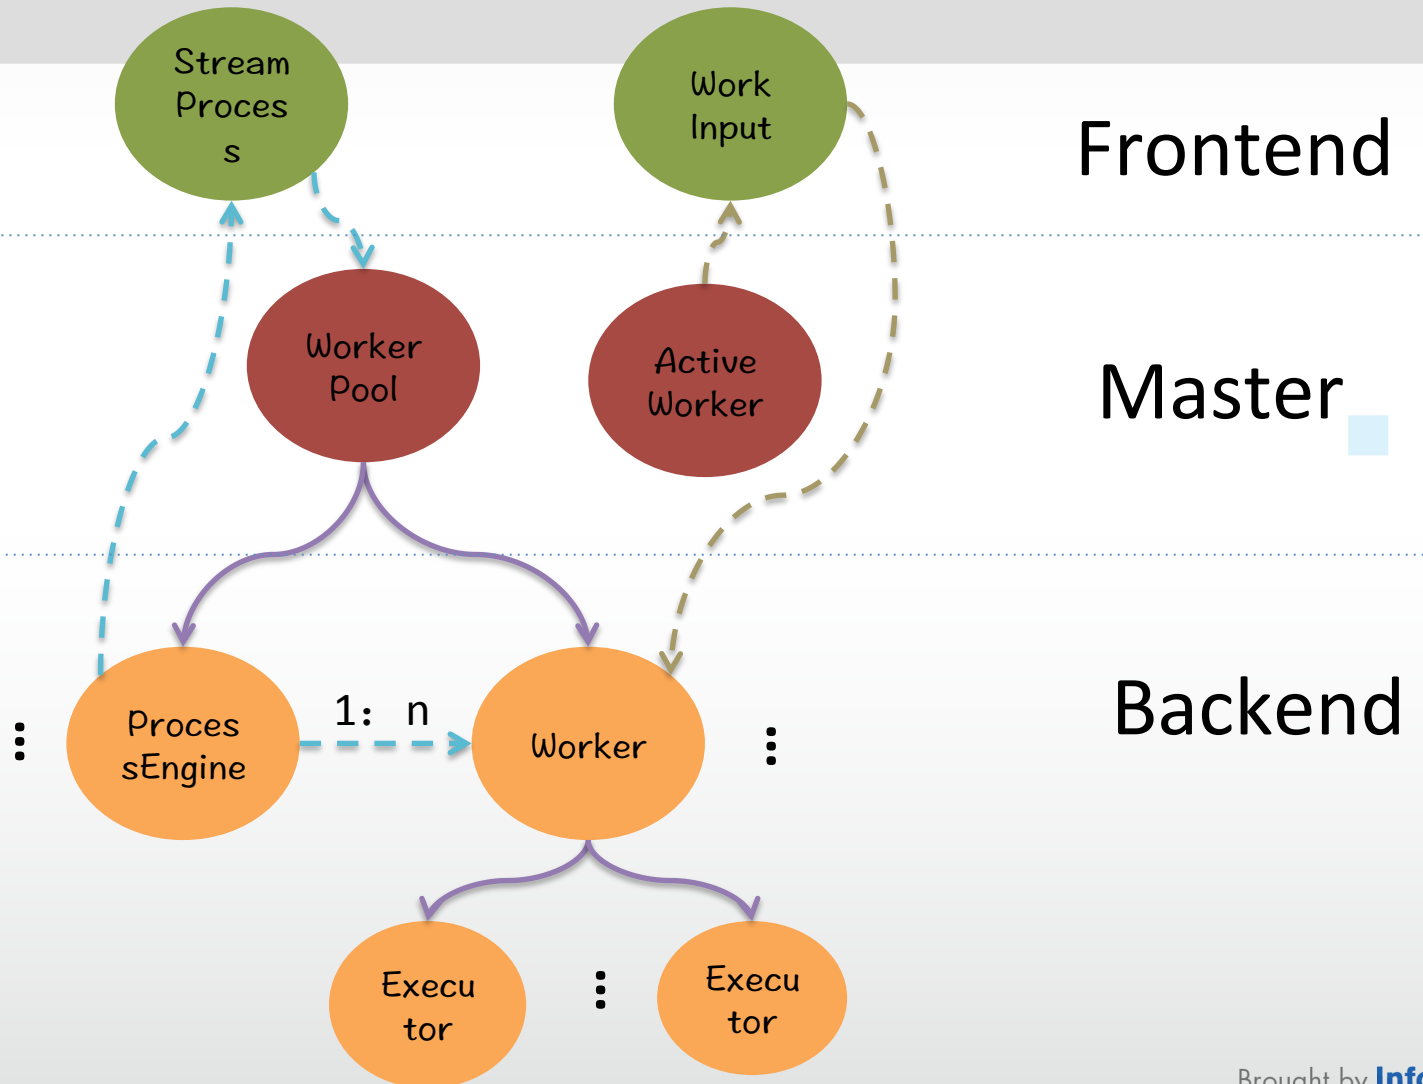 Stream
Proces
s
Work
Input
Frontend
Worker
Pool
Active
Worker
Master
Proces
sEngine
1: n
Worker
Backend
Execu
tor
Execu
tor
Brought by Info